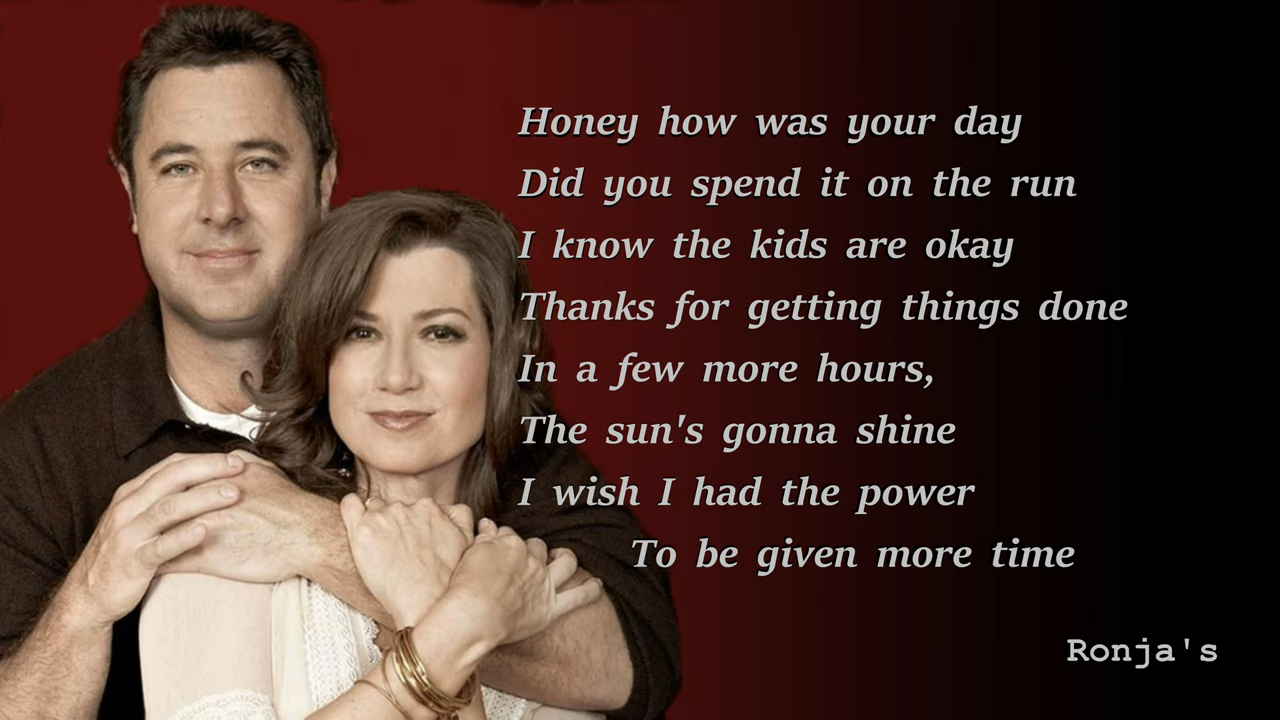 Honey how was your day
Did you spend it on the run
I know the kids are okay
Thanks for getting things done
In a few more hours,
The sun's gonna shine
I wish I had the power
To be given more time
Ronja's